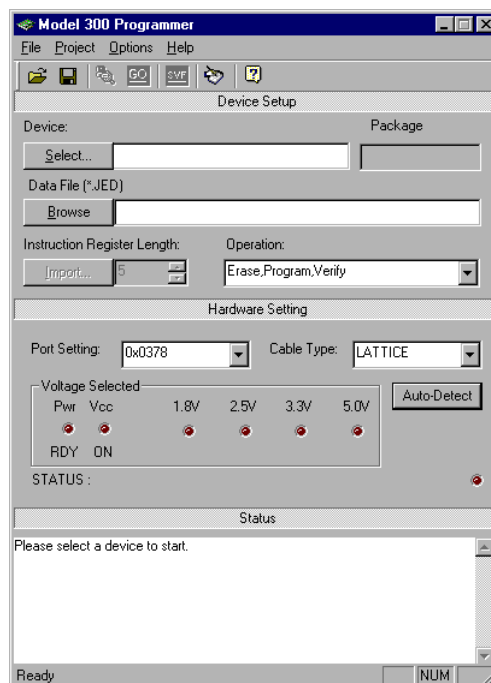 Model 300 Programmer
File Project Options Help
GO SVF ?
Device Setup
Device: Package
Select...
Data File (*.JED)
Browse
Instruction Register Length: Operation:
Import... 5 Erase,Program,Verify
Hardware Setting
Port Setting: 0x0378 Cable Type: LATTICE
Voltage Selected
Auto-Detect
Pwr Vcc 1.8V 2.5V 3.3V 5.0V
RDY ON
STATUS :
Status
Please select a device to start.
Ready NUM